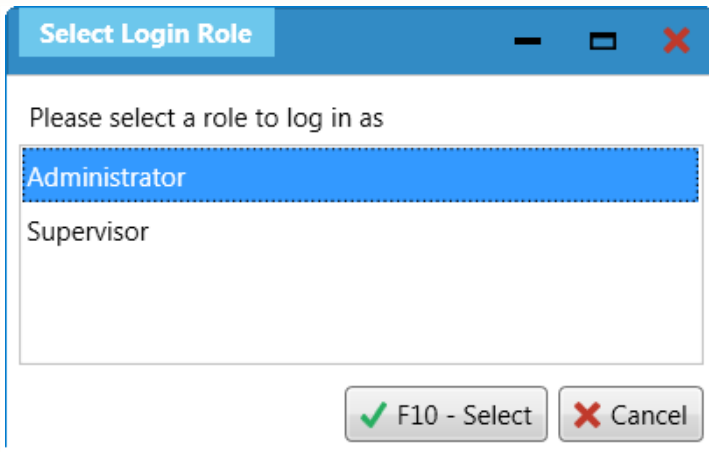 Select Login Role
Please select a role to log in as
Administrator
Supervisor
F10 - Select Cancel